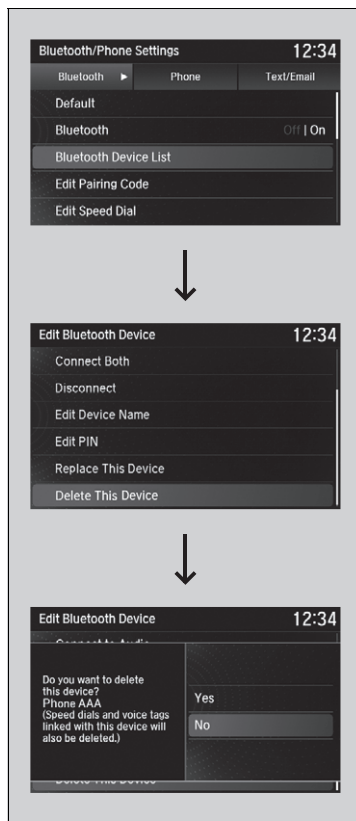 Bluetooth/Phone Settings 12:34
Bluetooth ► Phone Text/Email
Default
Bluetooth Off | On
Bluetooth Device List
Edit Pairing Code
Edit Speed Dial
Edit Bluetooth Device 12:34
Connect Both
Disconnect
Edit Device Name
Edit PIN
Replace This Device
Delete This Device
Edit Bluetooth Device 12:34
Do you want to delete
this device?
Phone AAA
(Speed dials and voice tags
linked with this device will
also be deleted.)
Yes
No